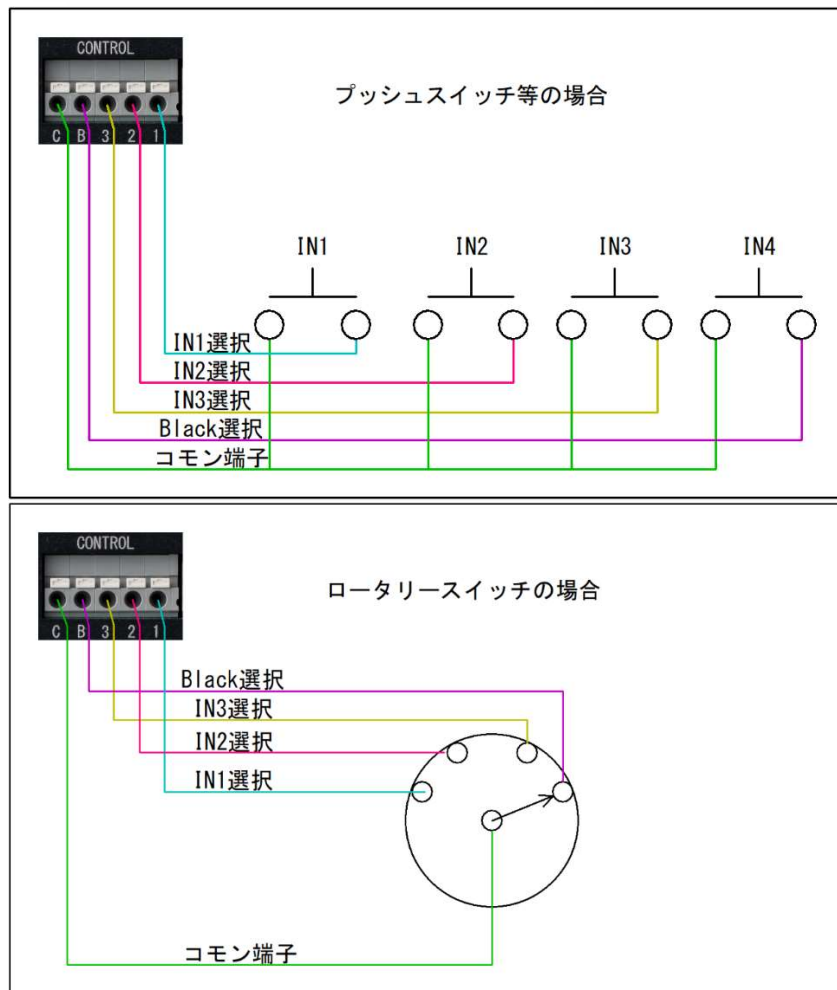 CONTROL
C B 3 2 1
プッシュスイッチ等の場合
IN1 IN2 IN3 IN4
IN1選択
IN2選択
IN3選択
Black選択
コモン端子
CONTROL
C B 3 2 1
ロータリースイッチの場合
Black選択
IN3選択
IN2選択
IN1選択
コモン端子